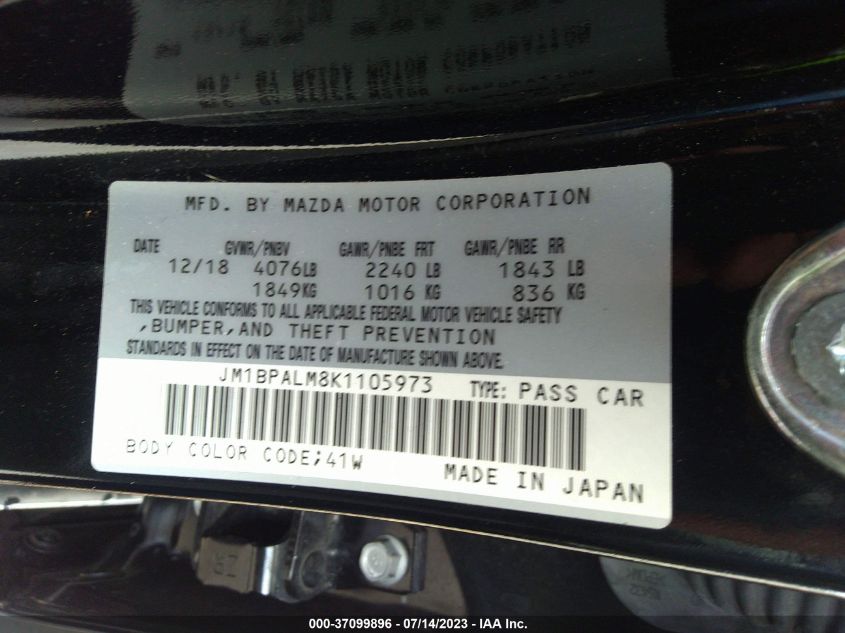 MFD. BY MAZDA MOTOR CORPORATION
DATE GVWR/PNBV GAWR/PNBE FRT GAWR/PNBE RR
12/18 4076LB 2240 LB 1843 LB
1849KG 1016 KG 836 KG
THIS VEHICLE CONFORMS TO ALL APPLICABLE FEDERAL MOTOR VEHICLE SAFETY
,BUMPER,AND THEFT PREVENTION
STANDARDS IN EFFECT ON THE DATE OF MANUFACTURE SHOWN ABOVE.
JM1BPALM8K1105973 TYPE: PASS CAR
BODY COLOR CODE;41W
MADE IN JAPAN
000-37099896 - 07/14/2023 - IAA Inc.